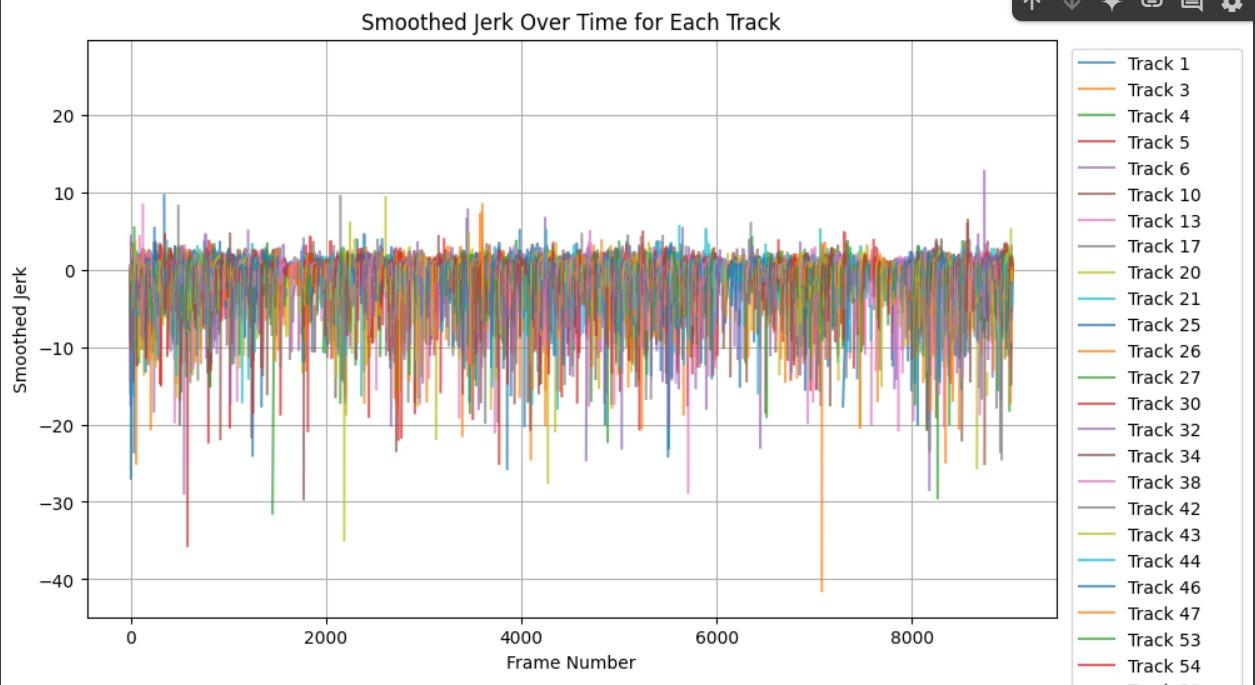 Smoothed Jerk Over Time for Each Track
20
10
0
−10
−20
−30
−40
Smoothed Jerk
0 2000 4000 6000 8000
Frame Number
Track 1
Track 3
Track 4
Track 5
Track 6
Track 10
Track 13
Track 17
Track 20
Track 21
Track 25
Track 26
Track 27
Track 30
Track 32
Track 34
Track 38
Track 42
Track 43
Track 44
Track 46
Track 47
Track 53
Track 54